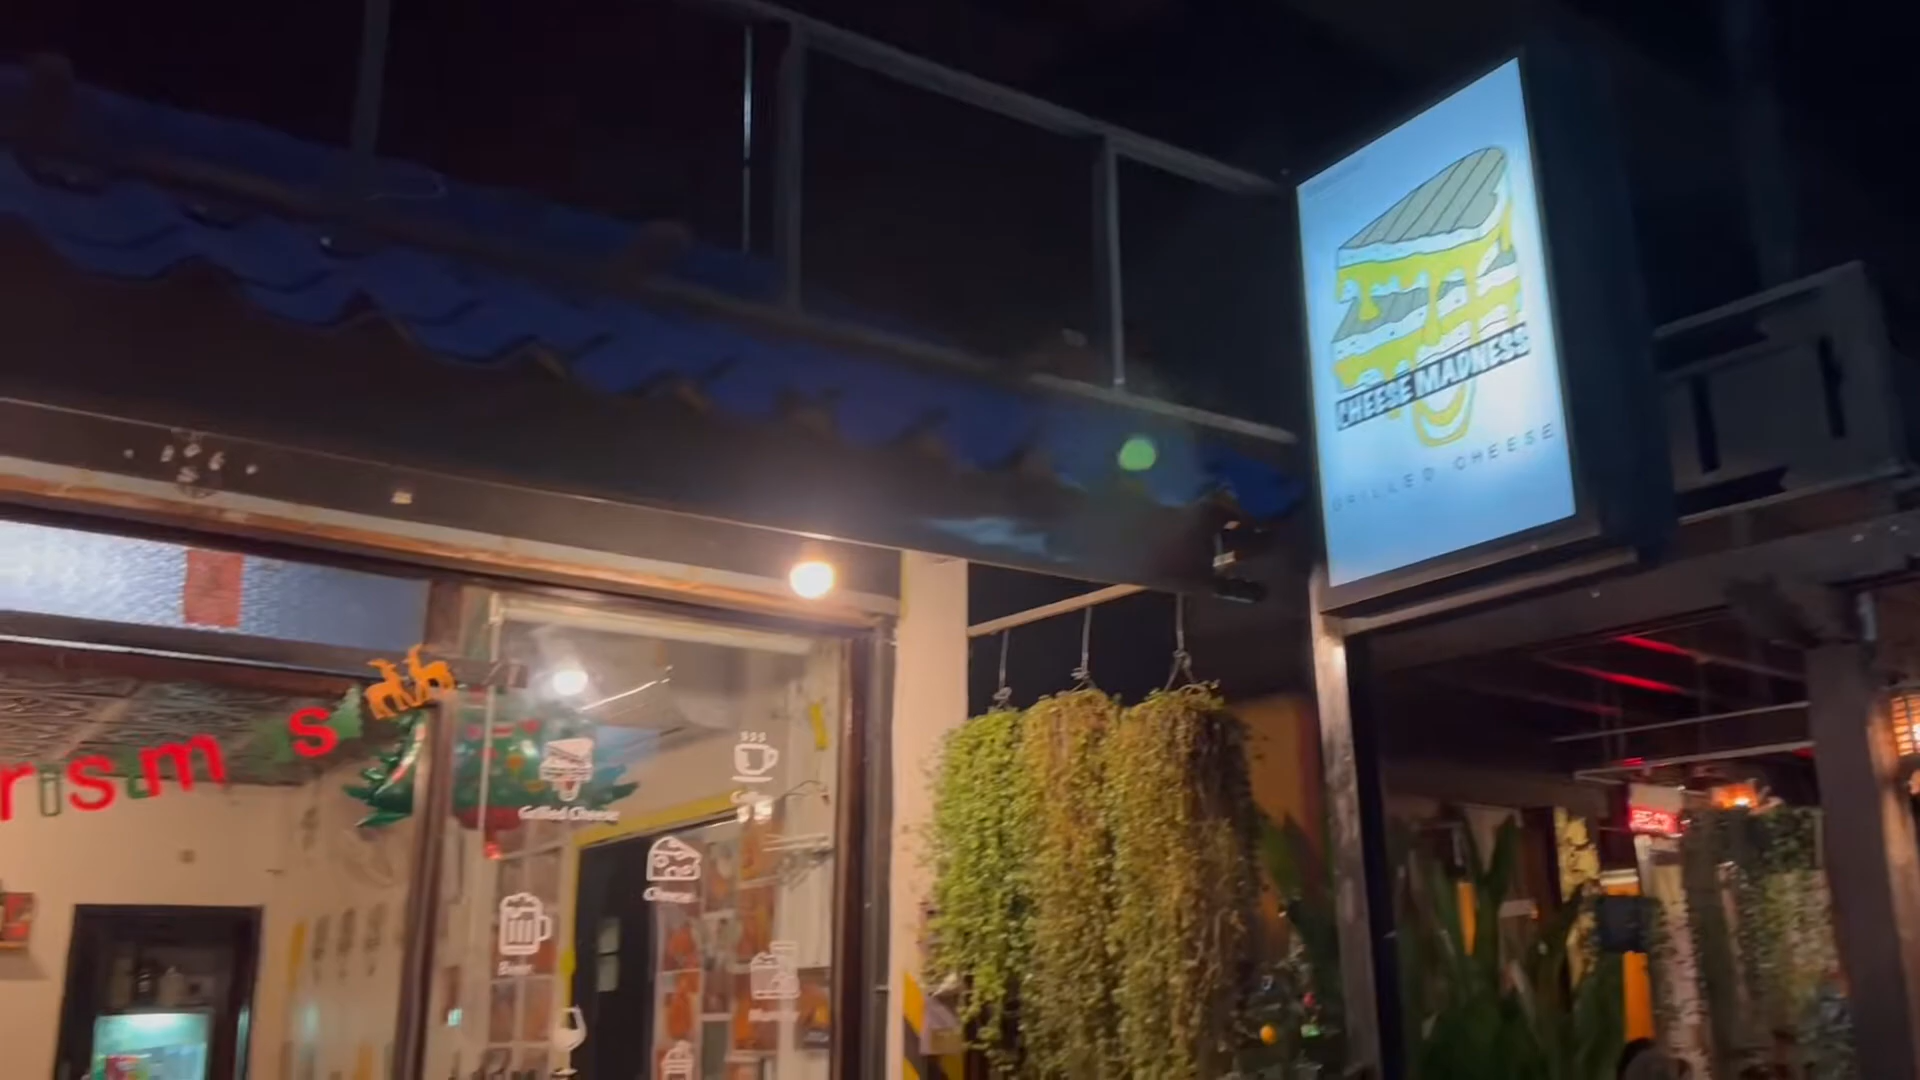 CHEESE MADNESS
GRILLED CHEESE
rism s
Grilled Cheese
Cheese
Beer